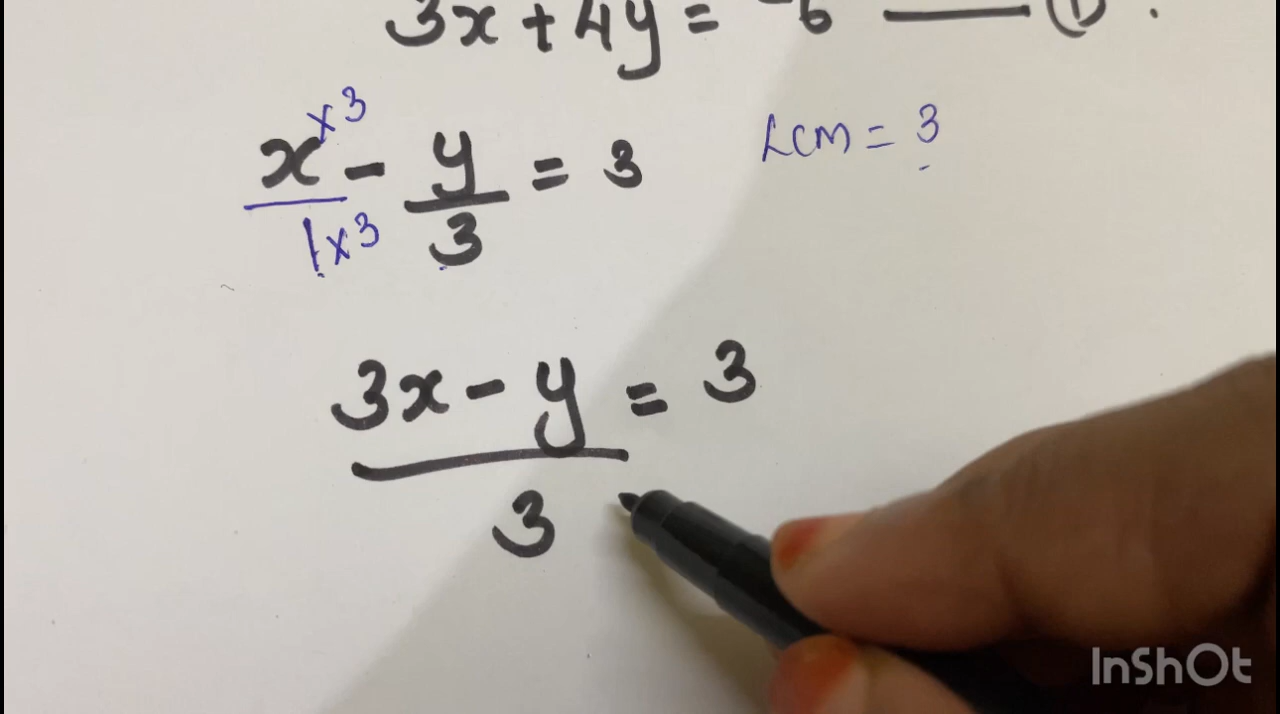 3x + 4y = -6 —— ①.
x×3 / 1×3 - y / 3 = 3 LCM = 3
3x - y / 3 = 3
InShOt